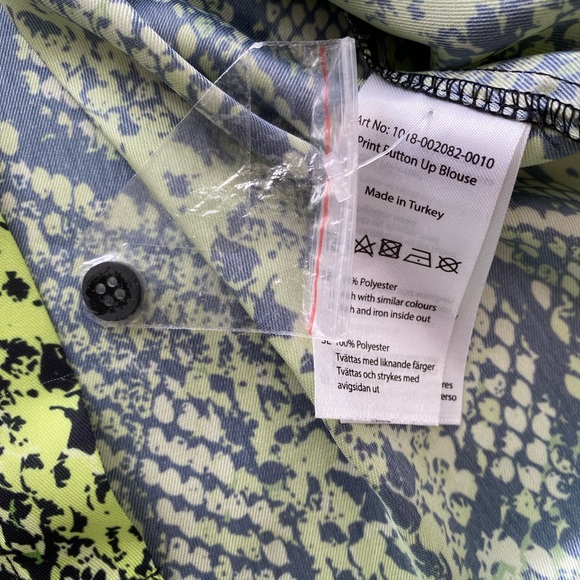 Art No: 1018-002082-0010
Print Button Up Blouse
Made in Turkey
% Polyester
with similar colours
and iron inside out
SE 100% Polyester
Tvättas med liknande färger
Tvättas och strykes med
avigsidan ut